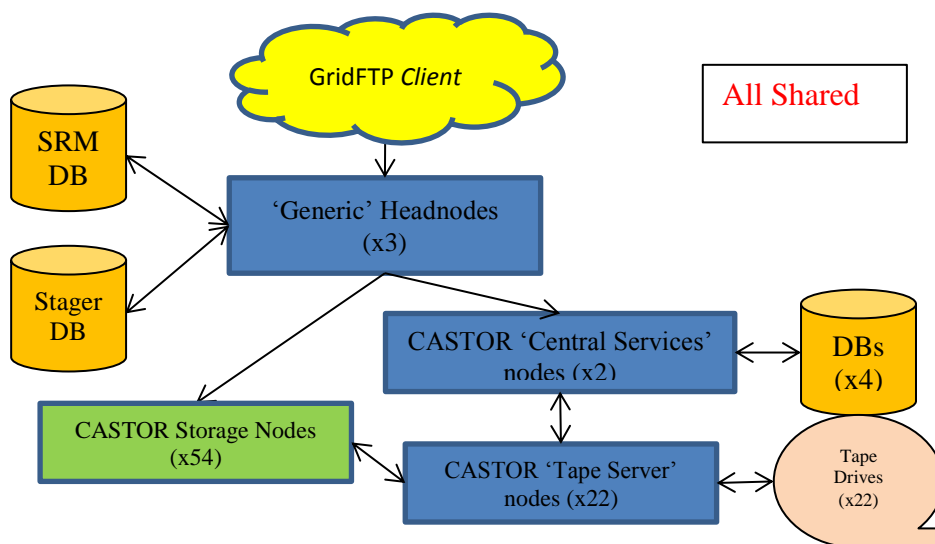 GridFTP Client
All Shared
SRM
DB
‘Generic’ Headnodes
(x3)
Stager
DB
CASTOR ‘Central Services’
nodes (x2)
DBs
(x4)
CASTOR Storage Nodes
(x54)
CASTOR ‘Tape Server’
nodes (x22)
Tape
Drives
(x22)